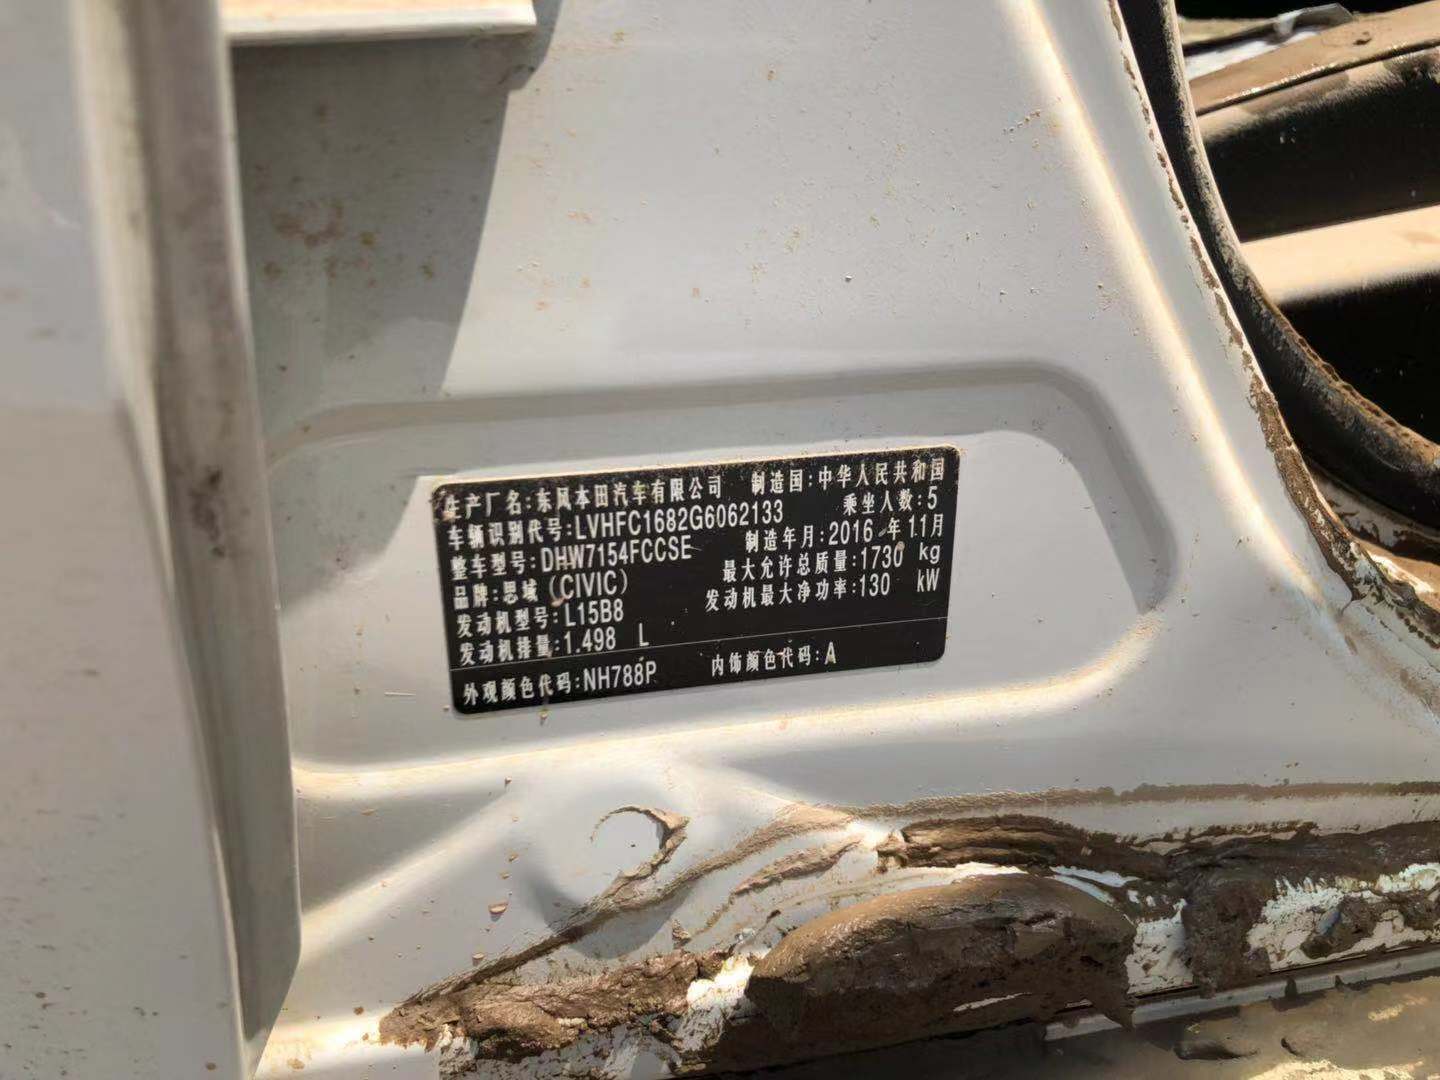 生产厂名:东风本田汽车有限公司 制造国:中华人民共和国
车辆识别代号:LVHFC1682G6062133 乘坐人数:5
整车型号:DHW7154FCCSE 制造年月:2016 年 11月
品牌:思域(CIVIC) 最大允许总质量:1730 kg
发动机型号:L15B8 发动机最大净功率:130 kW
发动机排量:1.498 L
外观颜色代码:NH788P 内饰颜色代码:A